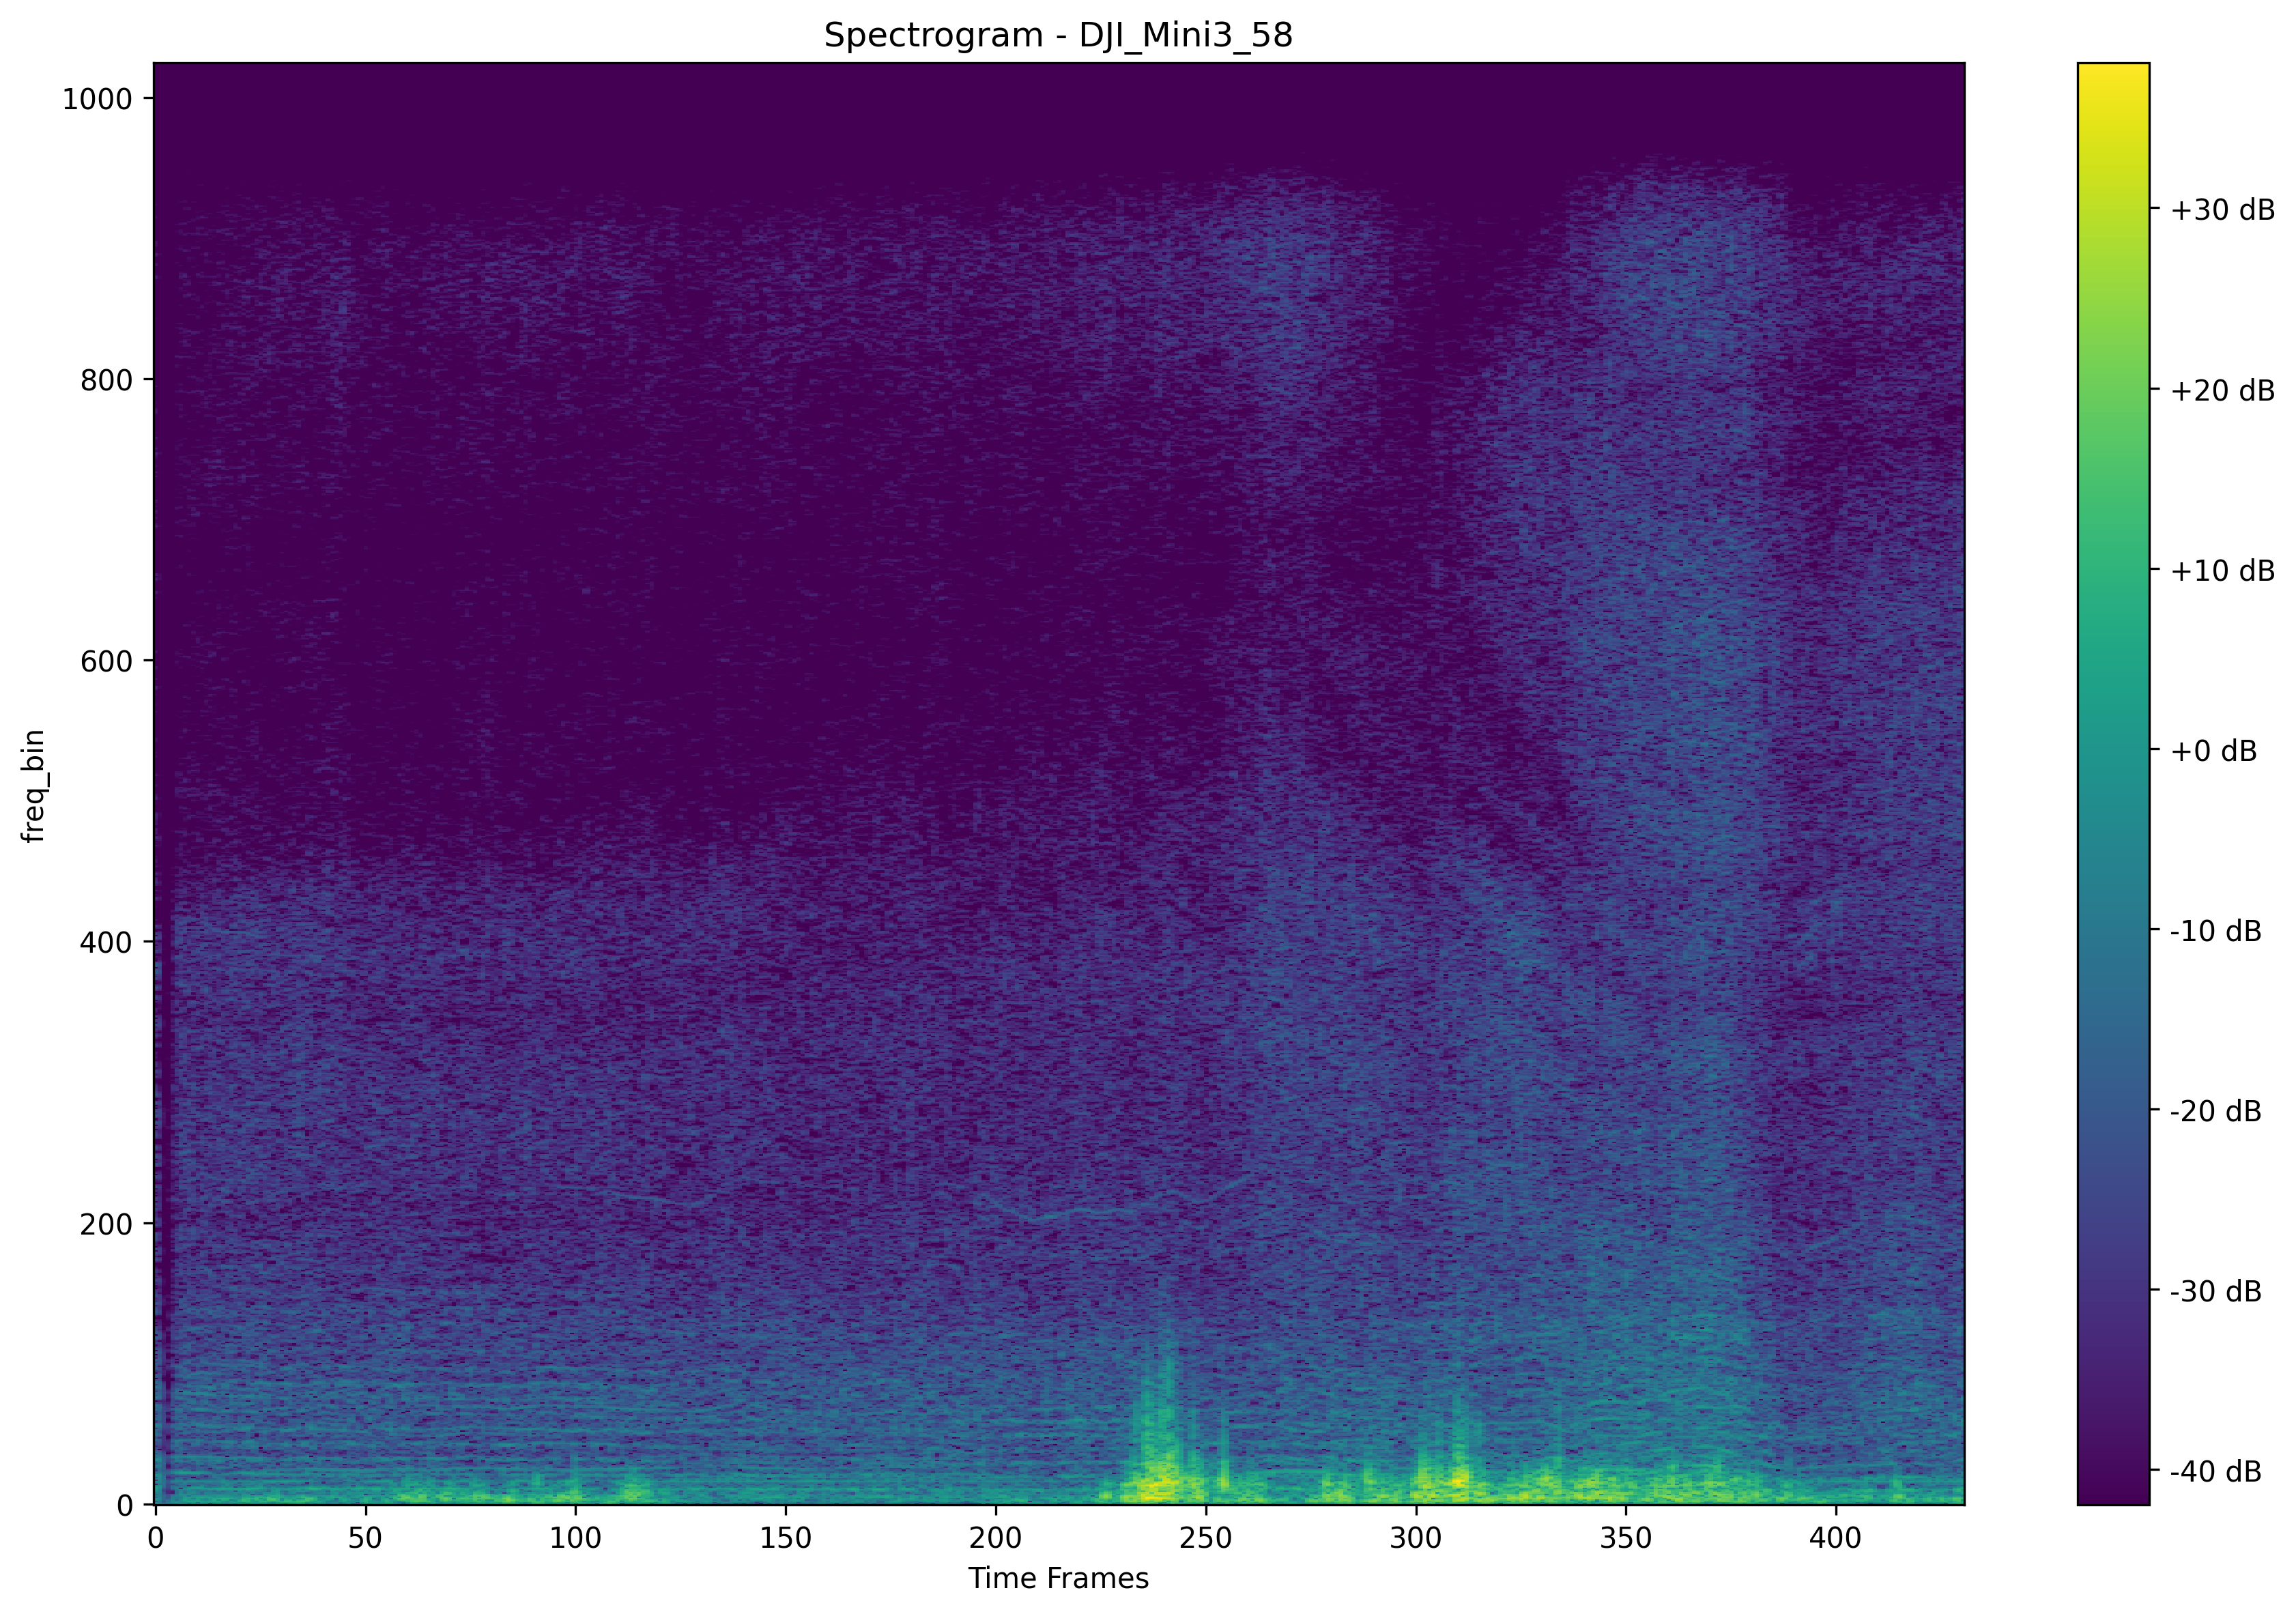 Spectrogram - DJI_Mini3_58
1000
800
600
400
200
0
freq_bin
0 50 100 150 200 250 300 350 400
Time Frames
+30 dB
+20 dB
+10 dB
+0 dB
-10 dB
-20 dB
-30 dB
-40 dB